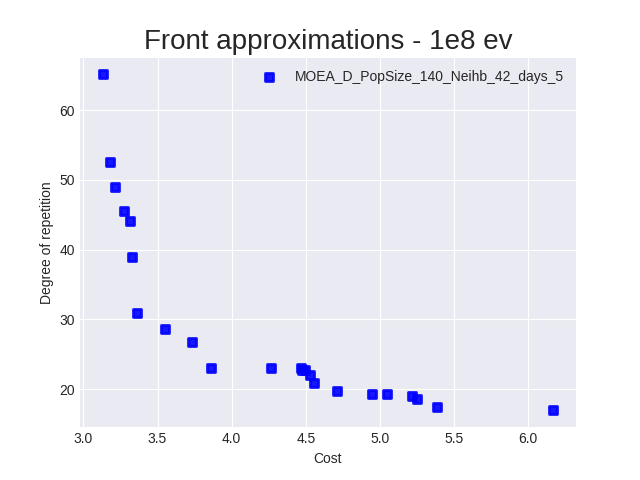 Front approximations - 1e8 ev
MOEA_D_PopSize_140_Neihb_42_days_5
Degree of repetition
60
50
40
30
20
3.0 3.5 4.0 4.5 5.0 5.5 6.0
Cost